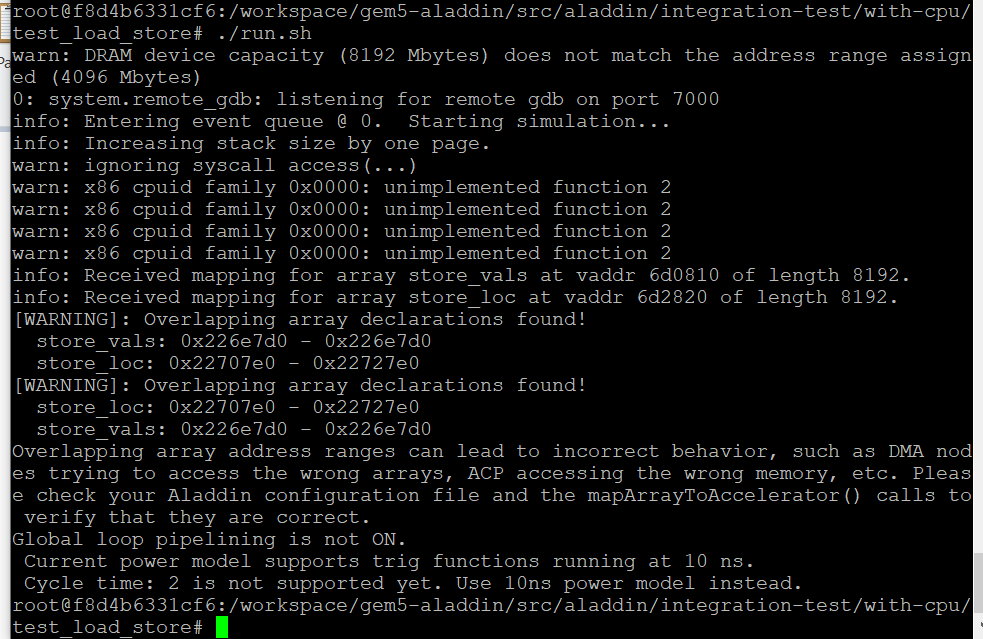 root@f8d4b6331cf6:/workspace/gem5-aladdin/src/aladdin/integration-test/with-cpu/
test_load_store# ./run.sh
warn: DRAM device capacity (8192 Mbytes) does not match the address range assign
ed (4096 Mbytes)
0: system.remote_gdb: listening for remote gdb on port 7000
info: Entering event queue @ 0.  Starting simulation...
info: Increasing stack size by one page.
warn: ignoring syscall access(...)
warn: x86 cpuid family 0x0000: unimplemented function 2
warn: x86 cpuid family 0x0000: unimplemented function 2
warn: x86 cpuid family 0x0000: unimplemented function 2
warn: x86 cpuid family 0x0000: unimplemented function 2
info: Received mapping for array store_vals at vaddr 6d0810 of length 8192.
info: Received mapping for array store_loc at vaddr 6d2820 of length 8192.
[WARNING]: Overlapping array declarations found!
  store_vals: 0x226e7d0 - 0x226e7d0
  store_loc: 0x22707e0 - 0x22727e0
[WARNING]: Overlapping array declarations found!
  store_loc: 0x22707e0 - 0x22727e0
  store_vals: 0x226e7d0 - 0x226e7d0
Overlapping array address ranges can lead to incorrect behavior, such as DMA nod
es trying to access the wrong arrays, ACP accessing the wrong memory, etc. Pleas
e check your Aladdin configuration file and the mapArrayToAccelerator() calls to
 verify that they are correct.
Global loop pipelining is not ON.
 Current power model supports trig functions running at 10 ns.
 Cycle time: 2 is not supported yet. Use 10ns power model instead.
root@f8d4b6331cf6:/workspace/gem5-aladdin/src/aladdin/integration-test/with-cpu/
test_load_store#